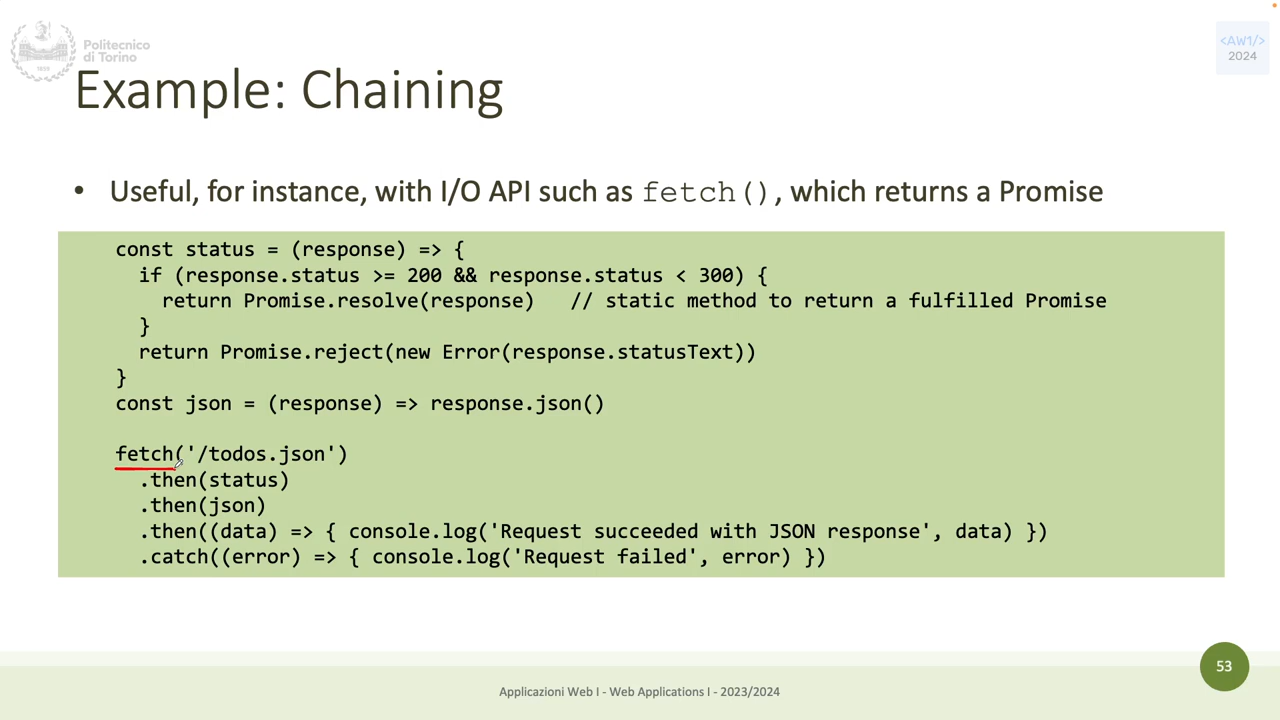 Politecnico
di Torino
1859
<AW1/>
2024
Example: Chaining
• Useful, for instance, with I/O API such as fetch(), which returns a Promise
const status = (response) => {
  if (response.status >= 200 && response.status < 300) {
    return Promise.resolve(response)   // static method to return a fulfilled Promise
  }
  return Promise.reject(new Error(response.statusText))
}
const json = (response) => response.json()

fetch('/todos.json')
  .then(status)
  .then(json)
  .then((data) => { console.log('Request succeeded with JSON response', data) })
  .catch((error) => { console.log('Request failed', error) })
53
Applicazioni Web I - Web Applications I - 2023/2024